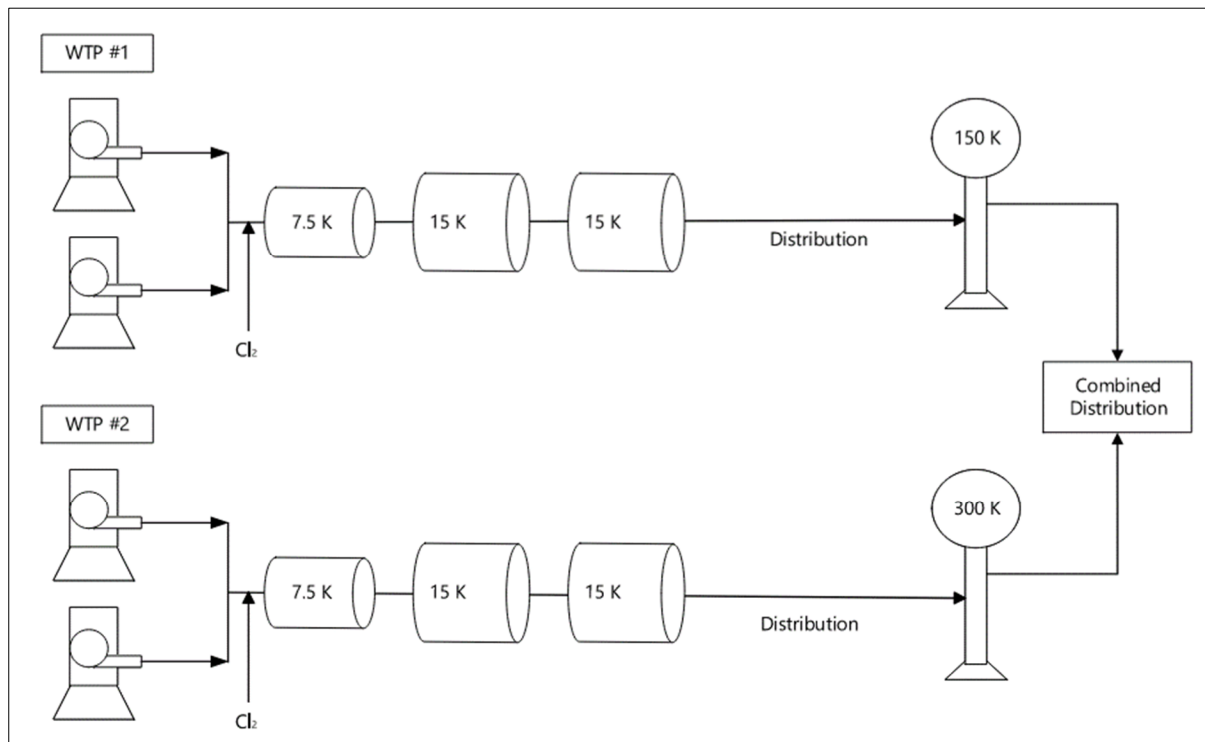 WTP #1
150 K
7.5 K
15 K
15 K
Distribution
Cl₂
Combined
Distribution
WTP #2
300 K
7.5 K
15 K
15 K
Distribution
Cl₂